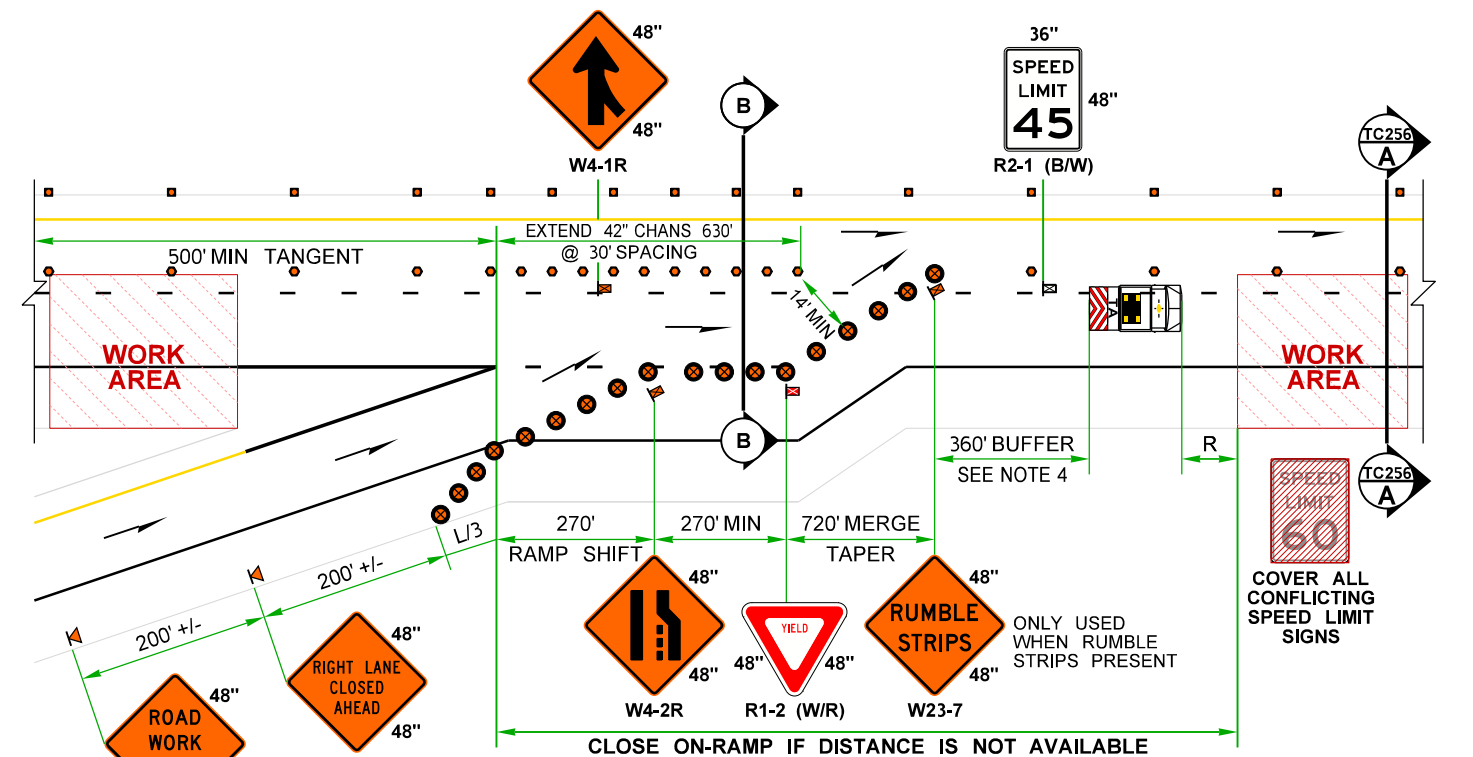 48"
48"
W4-1R
B
36"
SPEED
LIMIT
45
48"
R2-1 (B/W)
TC256
A
500' MIN TANGENT
EXTEND 42" CHANS 630'
@ 30' SPACING
14' MIN
WORK
AREA
WORK
AREA
B
360' BUFFER
SEE NOTE 4
R
TC256
A
SPEED
LIMIT
60
COVER ALL
CONFLICTING
SPEED LIMIT
SIGNS
L/3
270'
RAMP SHIFT
270' MIN
720' MERGE
TAPER
200' +/-
200' +/-
48"
ROAD
WORK
48"
RIGHT LANE
CLOSED
AHEAD
48"
48"
48"
W4-2R
YIELD
48"
48"
R1-2 (W/R)
48"
RUMBLE
STRIPS
48"
W23-7
ONLY USED
WHEN RUMBLE
STRIPS PRESENT
CLOSE ON-RAMP IF DISTANCE IS NOT AVAILABLE